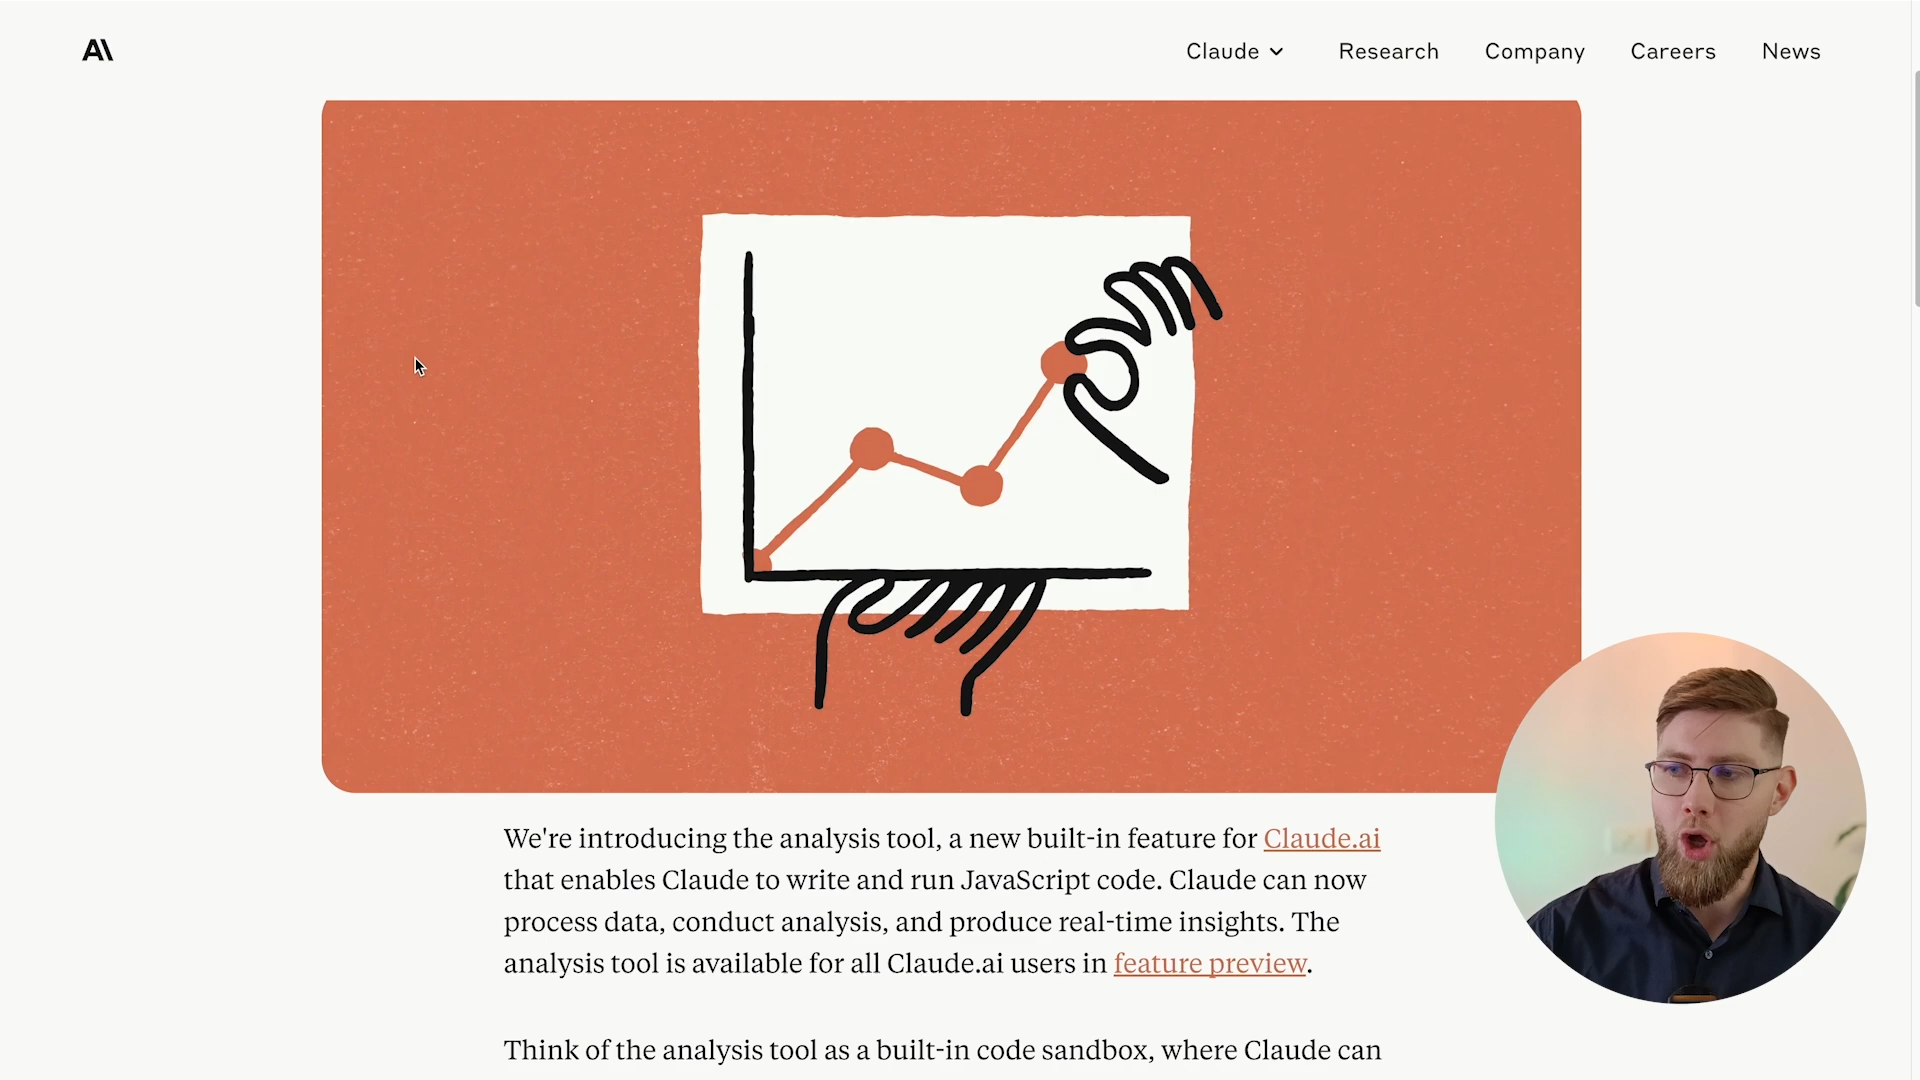 A\
Claude
Research
Company
Careers
News
We're introducing the analysis tool, a new built-in feature for Claude.ai
that enables Claude to write and run JavaScript code. Claude can now
process data, conduct analysis, and produce real-time insights. The
analysis tool is available for all Claude.ai users in feature preview.
Think of the analysis tool as a built-in code sandbox, where Claude can